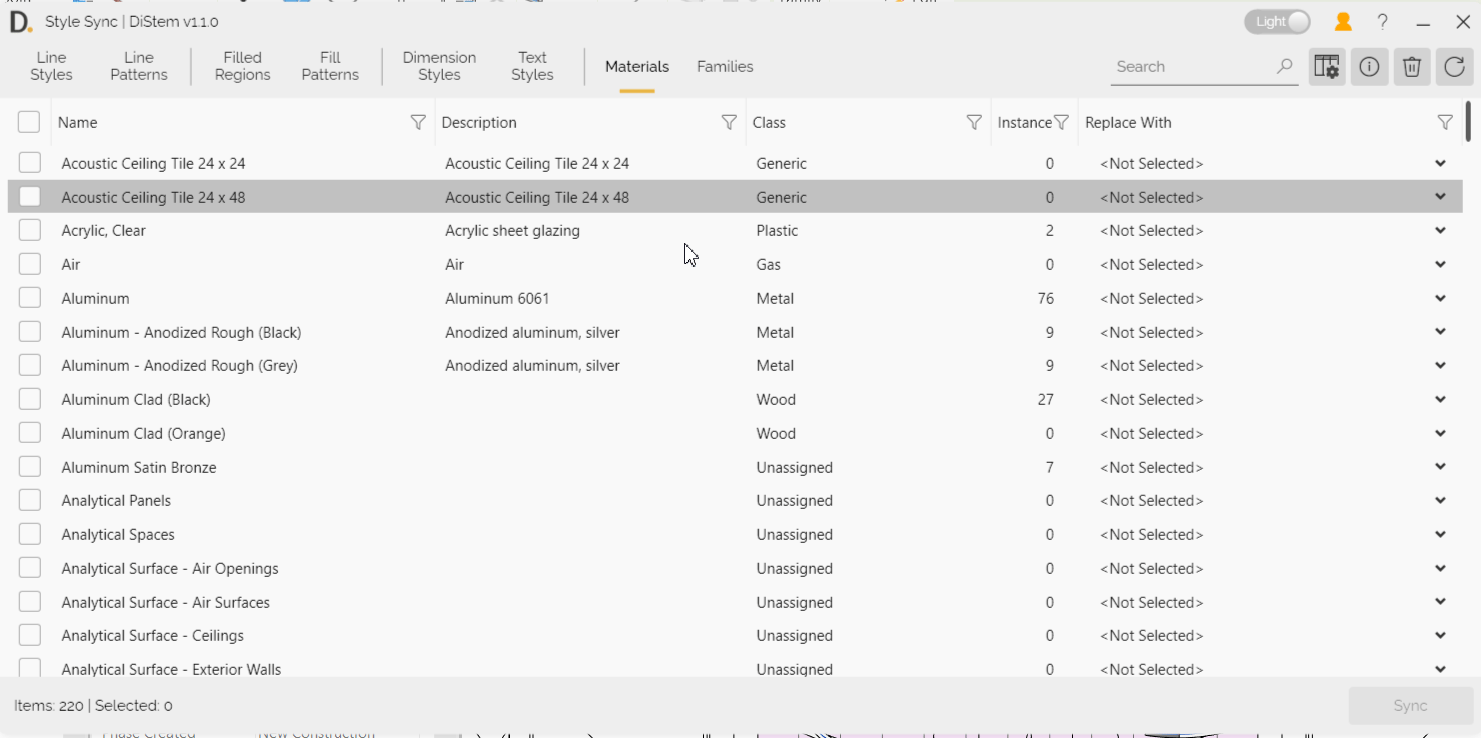 D. Style Sync | DiStem v1.1.0 Light ?
Line Styles Line Patterns Filled Regions Fill Patterns Dimension Styles Text Styles Materials Families Search
Name Description Class Instance Replace With
Acoustic Ceiling Tile 24 x 24 Acoustic Ceiling Tile 24 x 24 Generic 0 <Not Selected>
Acoustic Ceiling Tile 24 x 48 Acoustic Ceiling Tile 24 x 48 Generic 0 <Not Selected>
Acrylic, Clear Acrylic sheet glazing Plastic 2 <Not Selected>
Air Air Gas 0 <Not Selected>
Aluminum Aluminum 6061 Metal 76 <Not Selected>
Aluminum - Anodized Rough (Black) Anodized aluminum, silver Metal 9 <Not Selected>
Aluminum - Anodized Rough (Grey) Anodized aluminum, silver Metal 9 <Not Selected>
Aluminum Clad (Black) Wood 27 <Not Selected>
Aluminum Clad (Orange) Wood 0 <Not Selected>
Aluminum Satin Bronze Unassigned 7 <Not Selected>
Analytical Panels Unassigned 0 <Not Selected>
Analytical Spaces Unassigned 0 <Not Selected>
Analytical Surface - Air Openings Unassigned 0 <Not Selected>
Analytical Surface - Air Surfaces Unassigned 0 <Not Selected>
Analytical Surface - Ceilings Unassigned 0 <Not Selected>
Analytical Surface - Exterior Walls Unassigned 0 <Not Selected>
Items: 220 | Selected: 0 Sync
Phase Created New Construction